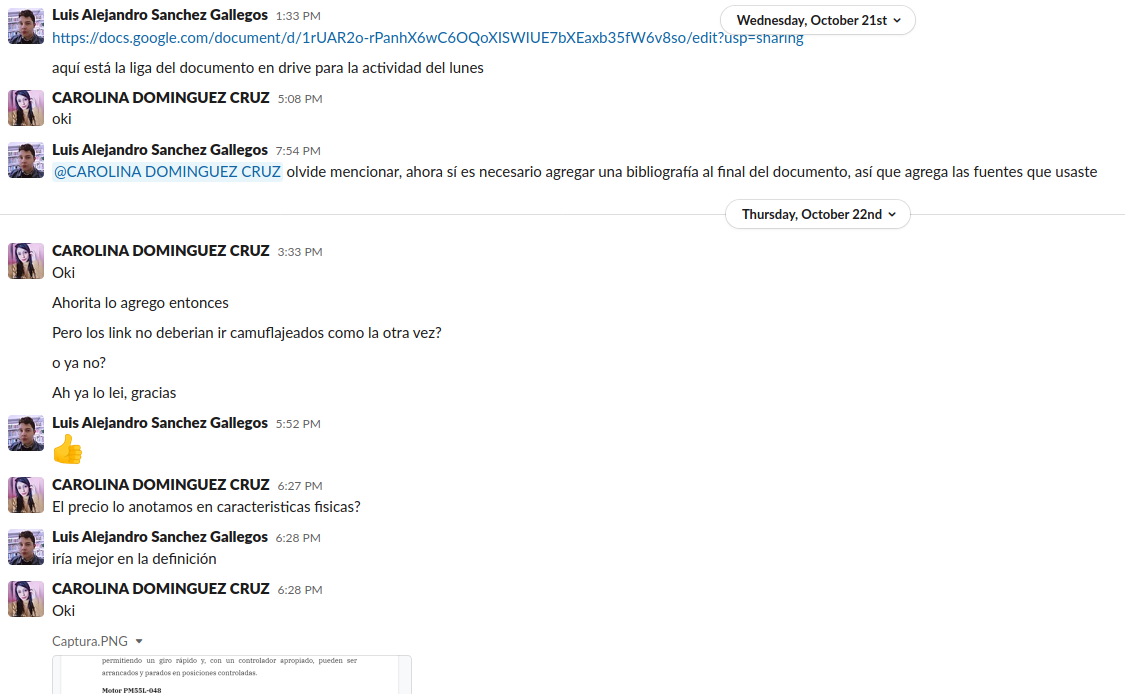 Luis Alejandro Sanchez Gallegos 1:33 PM
Wednesday, October 21st
https://docs.google.com/document/d/1rUAR2o-rPanhX6wC6OQoXISWIUE7bXEaxb35fW6v8so/edit?usp=sharing
aquí está la liga del documento en drive para la actividad del lunes
CAROLINA DOMINGUEZ CRUZ 5:08 PM
oki
Luis Alejandro Sanchez Gallegos 7:54 PM
@CAROLINA DOMINGUEZ CRUZ olvide mencionar, ahora sí es necesario agregar una bibliografía al final del documento, así que agrega las fuentes que usaste
Thursday, October 22nd
CAROLINA DOMINGUEZ CRUZ 3:33 PM
Oki
Ahorita lo agrego entonces
Pero los link no deberian ir camuflajeados como la otra vez?
o ya no?
Ah ya lo lei, gracias
Luis Alejandro Sanchez Gallegos 5:52 PM
CAROLINA DOMINGUEZ CRUZ 6:27 PM
El precio lo anotamos en caracteristicas fisicas?
Luis Alejandro Sanchez Gallegos 6:28 PM
iría mejor en la definición
CAROLINA DOMINGUEZ CRUZ 6:28 PM
Oki
Captura.PNG
permitiendo un giro rápido y, con un controlador apropiado, pueden ser
arrancados y parados en posiciones controladas.
Motor PM55L-048